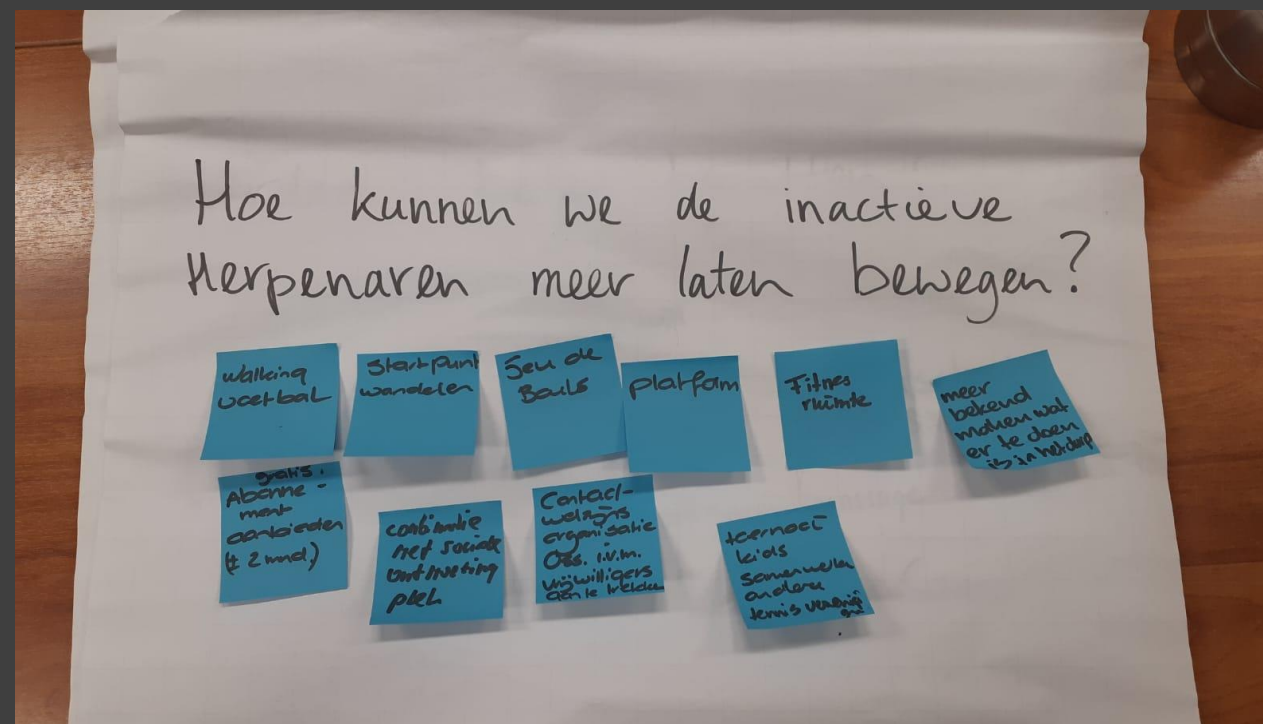 Hoe kunnen we de inactieve
Herpenaren meer laten bewegen?
walking
voetbal
Startpunt
wandelen
Jeu de
Bouls
platform
Fitnes
ruimte
meer
bekend
maken wat
er te doen
is in het dorp
gratis.
Abonne-
ment
aanbieden
(± 2 mnd.)
combinatie
met sociale
ontmoeting
plek
Contact-
welzijns
organisatie
Oss. i.v.m.
vrijwilligers
aan te trekken
toernooi
kids
samenwerken
andere
tennis